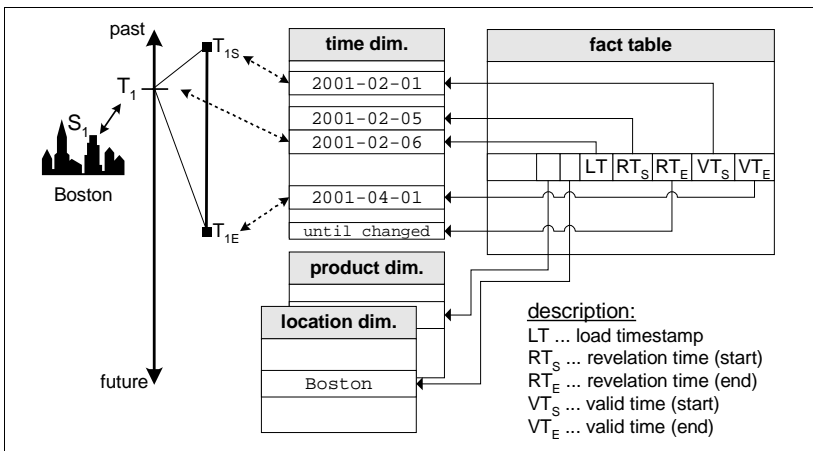 past
T1
S1
Boston
future
T1S
T1E
time dim.
2001-02-01
2001-02-05
2001-02-06
2001-04-01
until changed
product dim.
location dim.
Boston
fact table
LT RTS RTE VTS VTE
description:
LT ... load timestamp
RTS ... revelation time (start)
RTE ... revelation time (end)
VTS ... valid time (start)
VTE ... valid time (end)